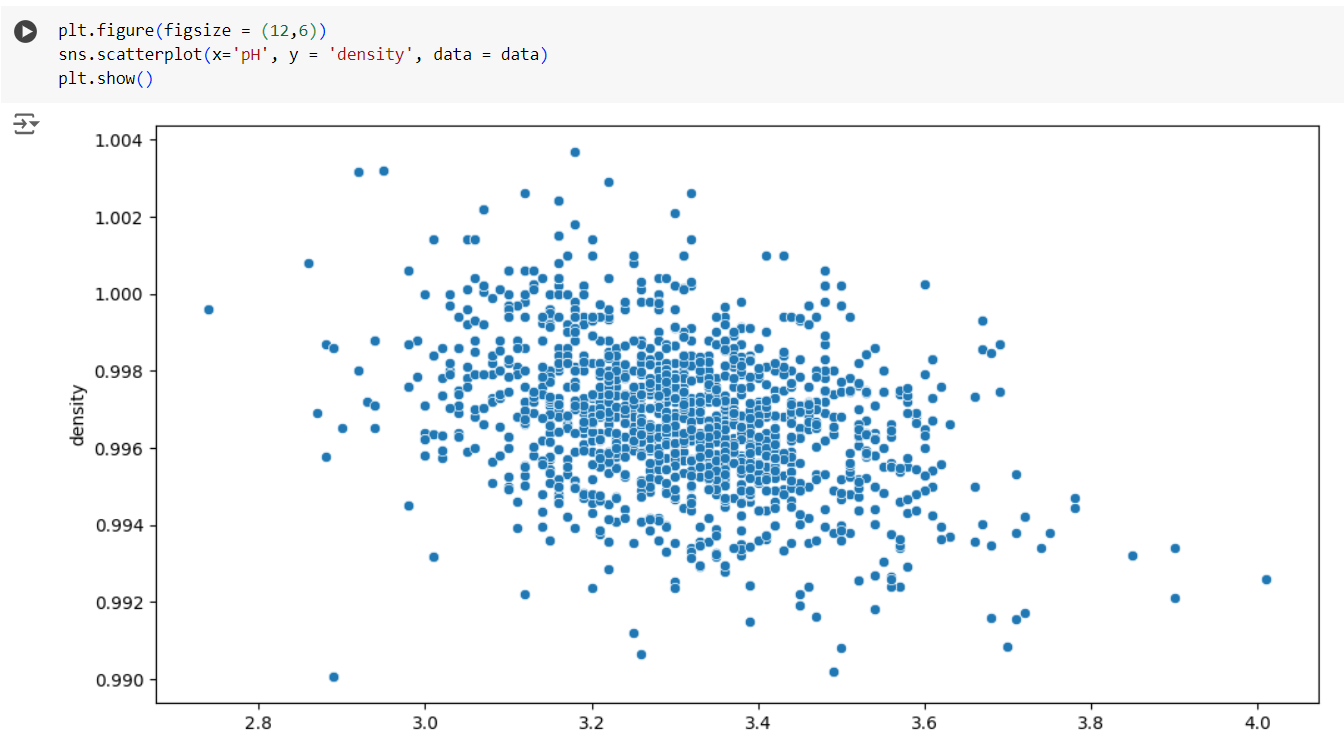 plt.figure(figsize = (12,6))
sns.scatterplot(x='pH', y = 'density', data = data)
plt.show()
1.004
1.002
1.000
0.998
0.996
0.994
0.992
0.990
density
2.8 3.0 3.2 3.4 3.6 3.8 4.0